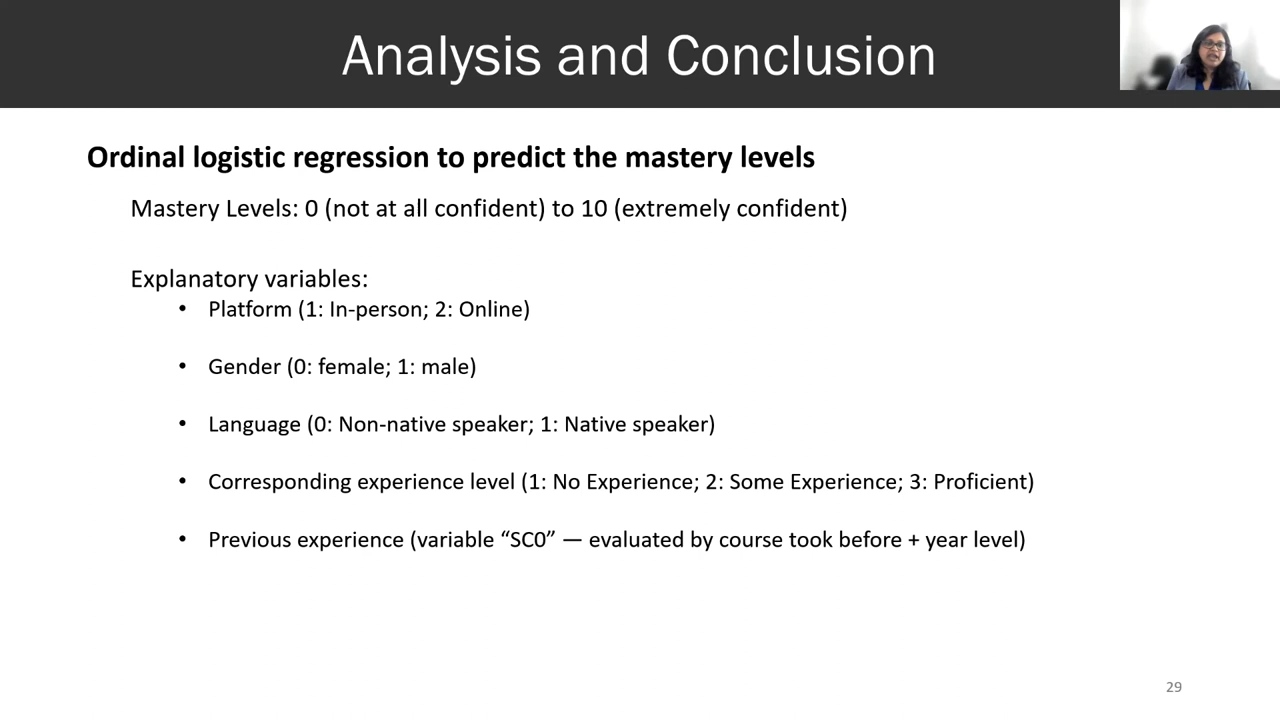 Analysis and Conclusion
Ordinal logistic regression to predict the mastery levels
Mastery Levels: 0 (not at all confident) to 10 (extremely confident)
Explanatory variables:
• Platform (1: In-person; 2: Online)
• Gender (0: female; 1: male)
• Language (0: Non-native speaker; 1: Native speaker)
• Corresponding experience level (1: No Experience; 2: Some Experience; 3: Proficient)
• Previous experience (variable “SC0” — evaluated by course took before + year level)
29